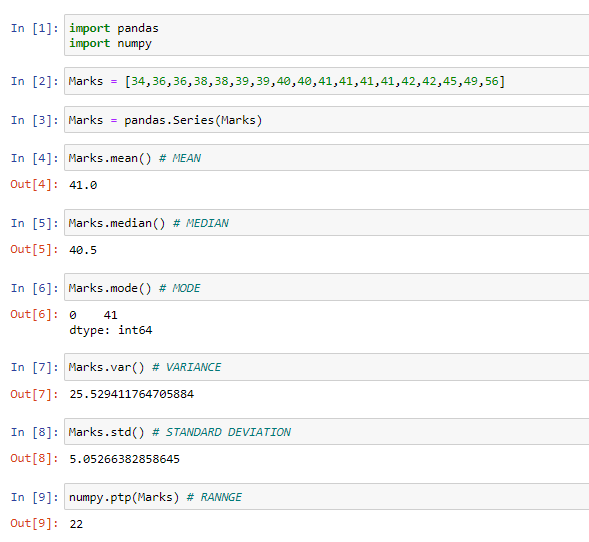 In [1]: import pandas
import numpy
In [2]: Marks = [34,36,36,38,38,39,39,40,40,41,41,41,41,42,42,45,49,56]
In [3]: Marks = pandas.Series(Marks)
In [4]: Marks.mean() # MEAN
Out[4]: 41.0
In [5]: Marks.median() # MEDIAN
Out[5]: 40.5
In [6]: Marks.mode() # MODE
Out[6]: 0    41
dtype: int64
In [7]: Marks.var() # VARIANCE
Out[7]: 25.529411764705884
In [8]: Marks.std() # STANDARD DEVIATION
Out[8]: 5.05266382858645
In [9]: numpy.ptp(Marks) # RANNGE
Out[9]: 22